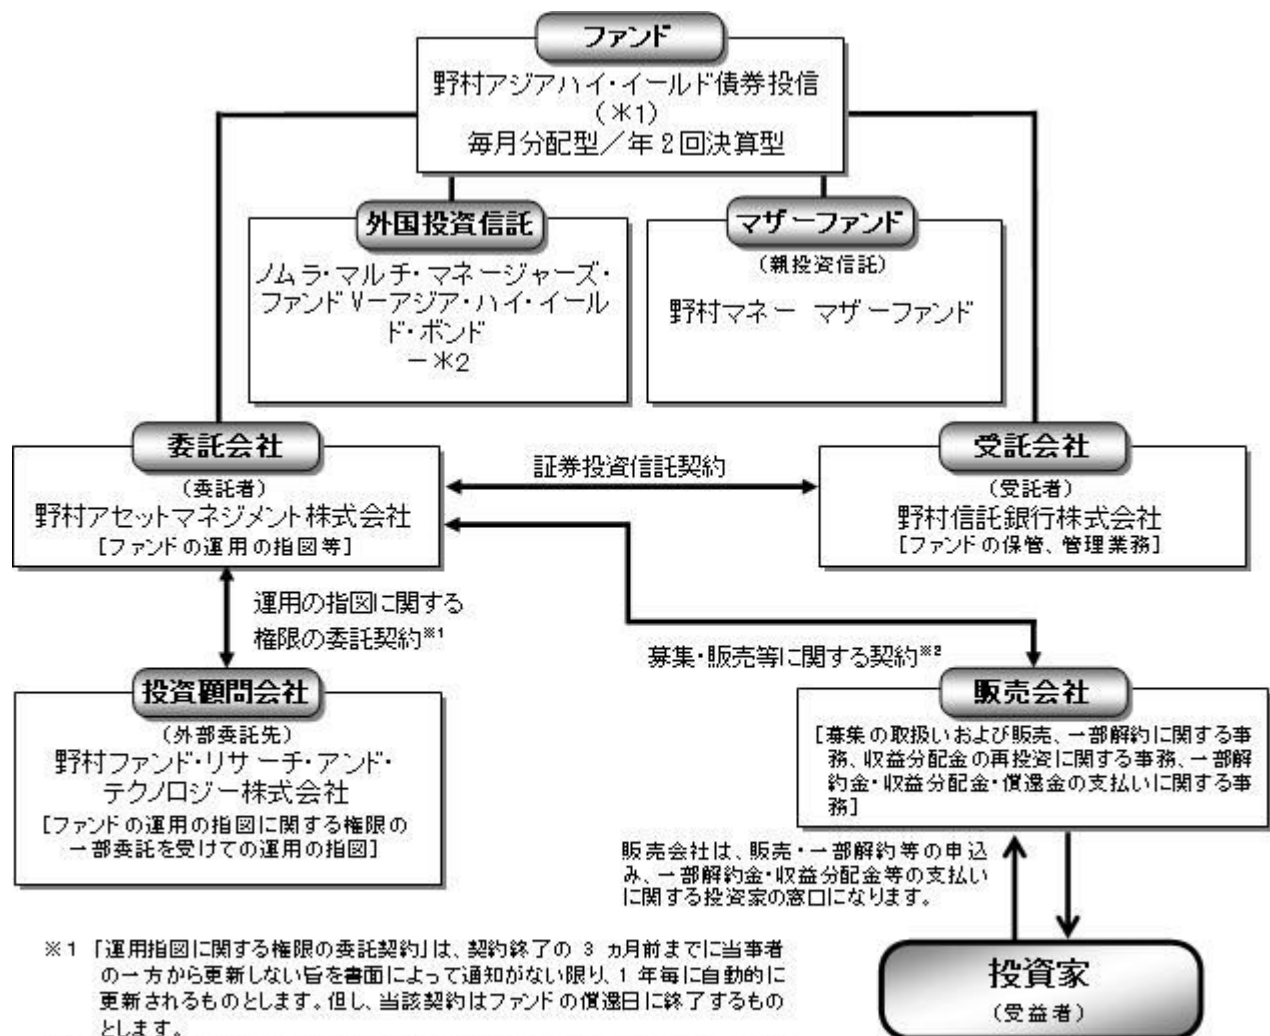 ファンド
野村アジアハイ・イールド債券投信
(＊1)
毎月分配型／年2回決算型
外国投資信託
ノムラ・マルチ・マネージャーズ・
ファンドⅤーアジア・ハイ・イール
ド・ボンド
－＊2
マザーファンド
(親投資信託)
野村マネー マザーファンド
委託会社
(委託者)
野村アセットマネジメント株式会社
[ファンドの運用の指図等]
証券投資信託契約
受託会社
(受託者)
野村信託銀行株式会社
[ファンドの保管、管理業務]
運用の指図に関する
権限の委託契約※1
募集・販売等に関する契約※2
投資顧問会社
(外部委託先)
野村ファンド・リサーチ・アンド・
テクノロジー株式会社
[ファンドの運用の指図に関する権限の
一部委託を受けての運用の指図]
販売会社
[募集の取扱いおよび販売、一部解約に関する事
務、収益分配金の再投資に関する事務、一部解
約金・収益分配金・償還金の支払いに関する事
務]
販売会社は、販売・一部解約等の申込
み、一部解約金・収益分配金等の支払い
に関する投資家の窓口になります。
投資家
(受益者)
※1 「運用指図に関する権限の委託契約」は、契約終了の 3 ヵ月前までに当事者
の一方から更新しない旨を書面によって通知がない限り、1 年毎に自動的に
更新されるものとします。但し、当該契約はファンドの償還日に終了するもの
とします。